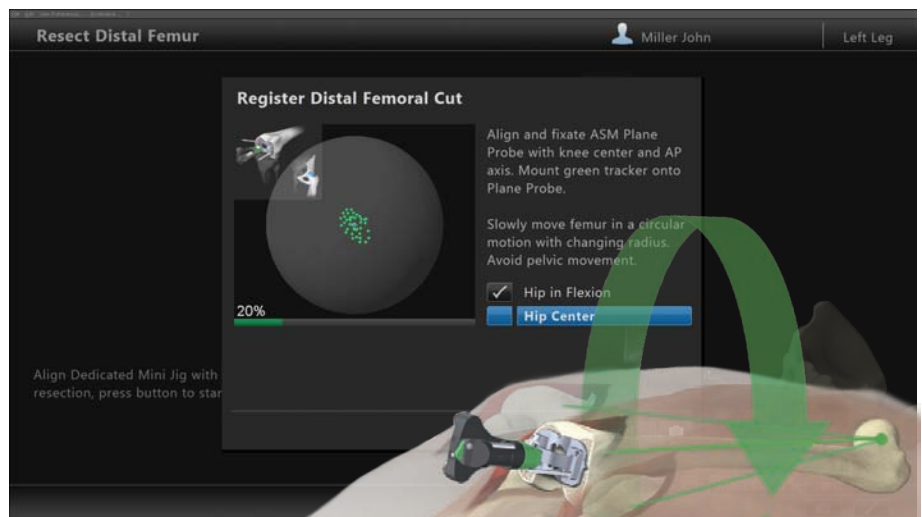 Resect Distal Femur
Miller John
Left Leg
Register Distal Femoral Cut
Align and fixate ASM Plane
Probe with knee center and AP
axis. Mount green tracker onto
Plane Probe.
Slowly move femur in a circular
motion with changing radius.
Avoid pelvic movement.
20%
Hip in Flexion
Hip Center
Align Dedicated Mini Jig with
resection, press button to star